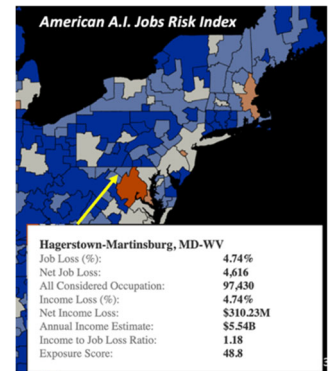 American A.I. Jobs Risk Index
Hagerstown-Martinsburg, MD-WV
Job Loss (%): 4.74%
Net Job Loss: 4,616
All Considered Occupation: 97,430
Income Loss (%): 4.74%
Net Income Loss: $310.23M
Annual Income Estimate: $5.54B
Income to Job Loss Ratio: 1.18
Exposure Score: 48.8